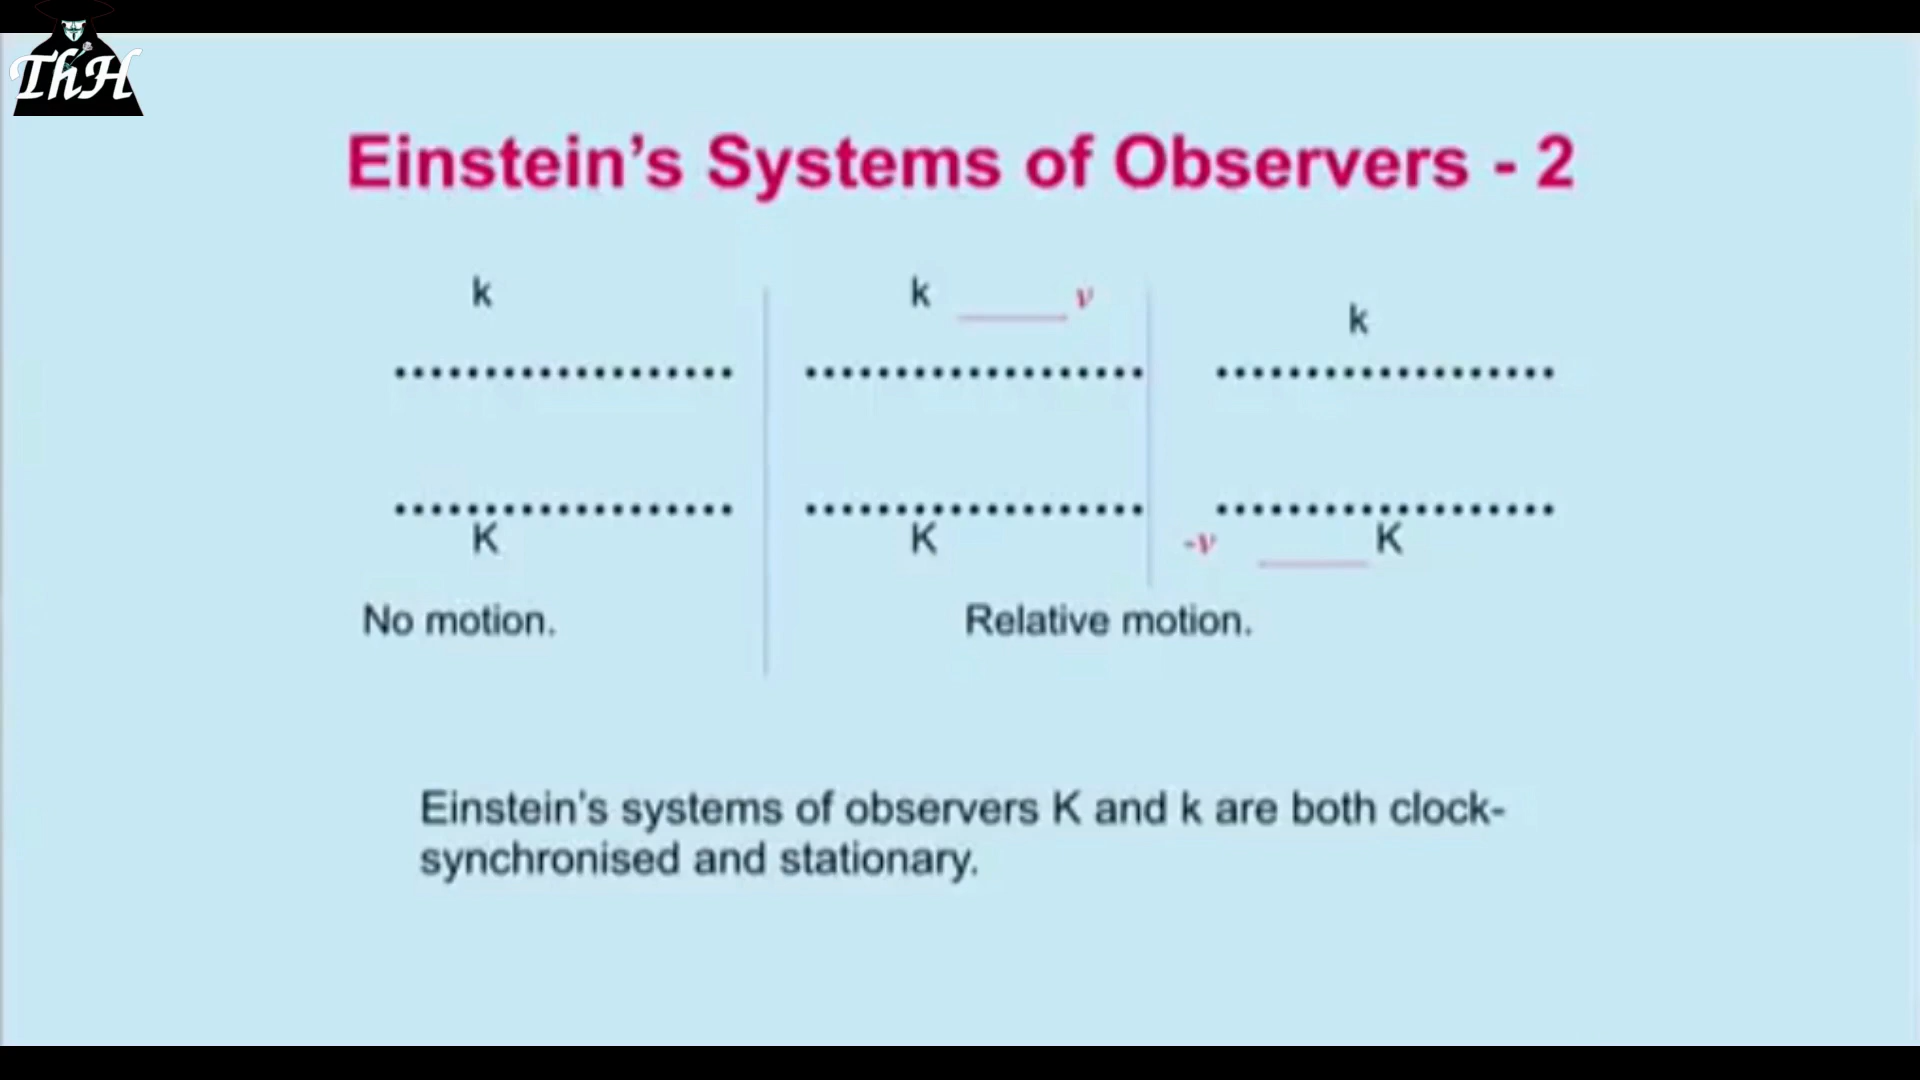 ThH
Einstein's Systems of Observers - 2
k
K
No motion.
k v
K
k
-v K
Relative motion.
Einstein's systems of observers K and k are both clock-
synchronised and stationary.